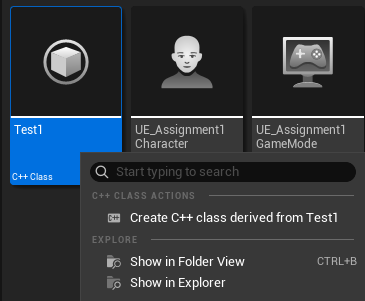 Test1
C++ Class
UE_Assignment1
Character
UE_Assignment1
GameMode
Start typing to search
C++ CLASS ACTIONS
Create C++ class derived from Test1
EXPLORE
Show in Folder View CTRL+B
Show in Explorer